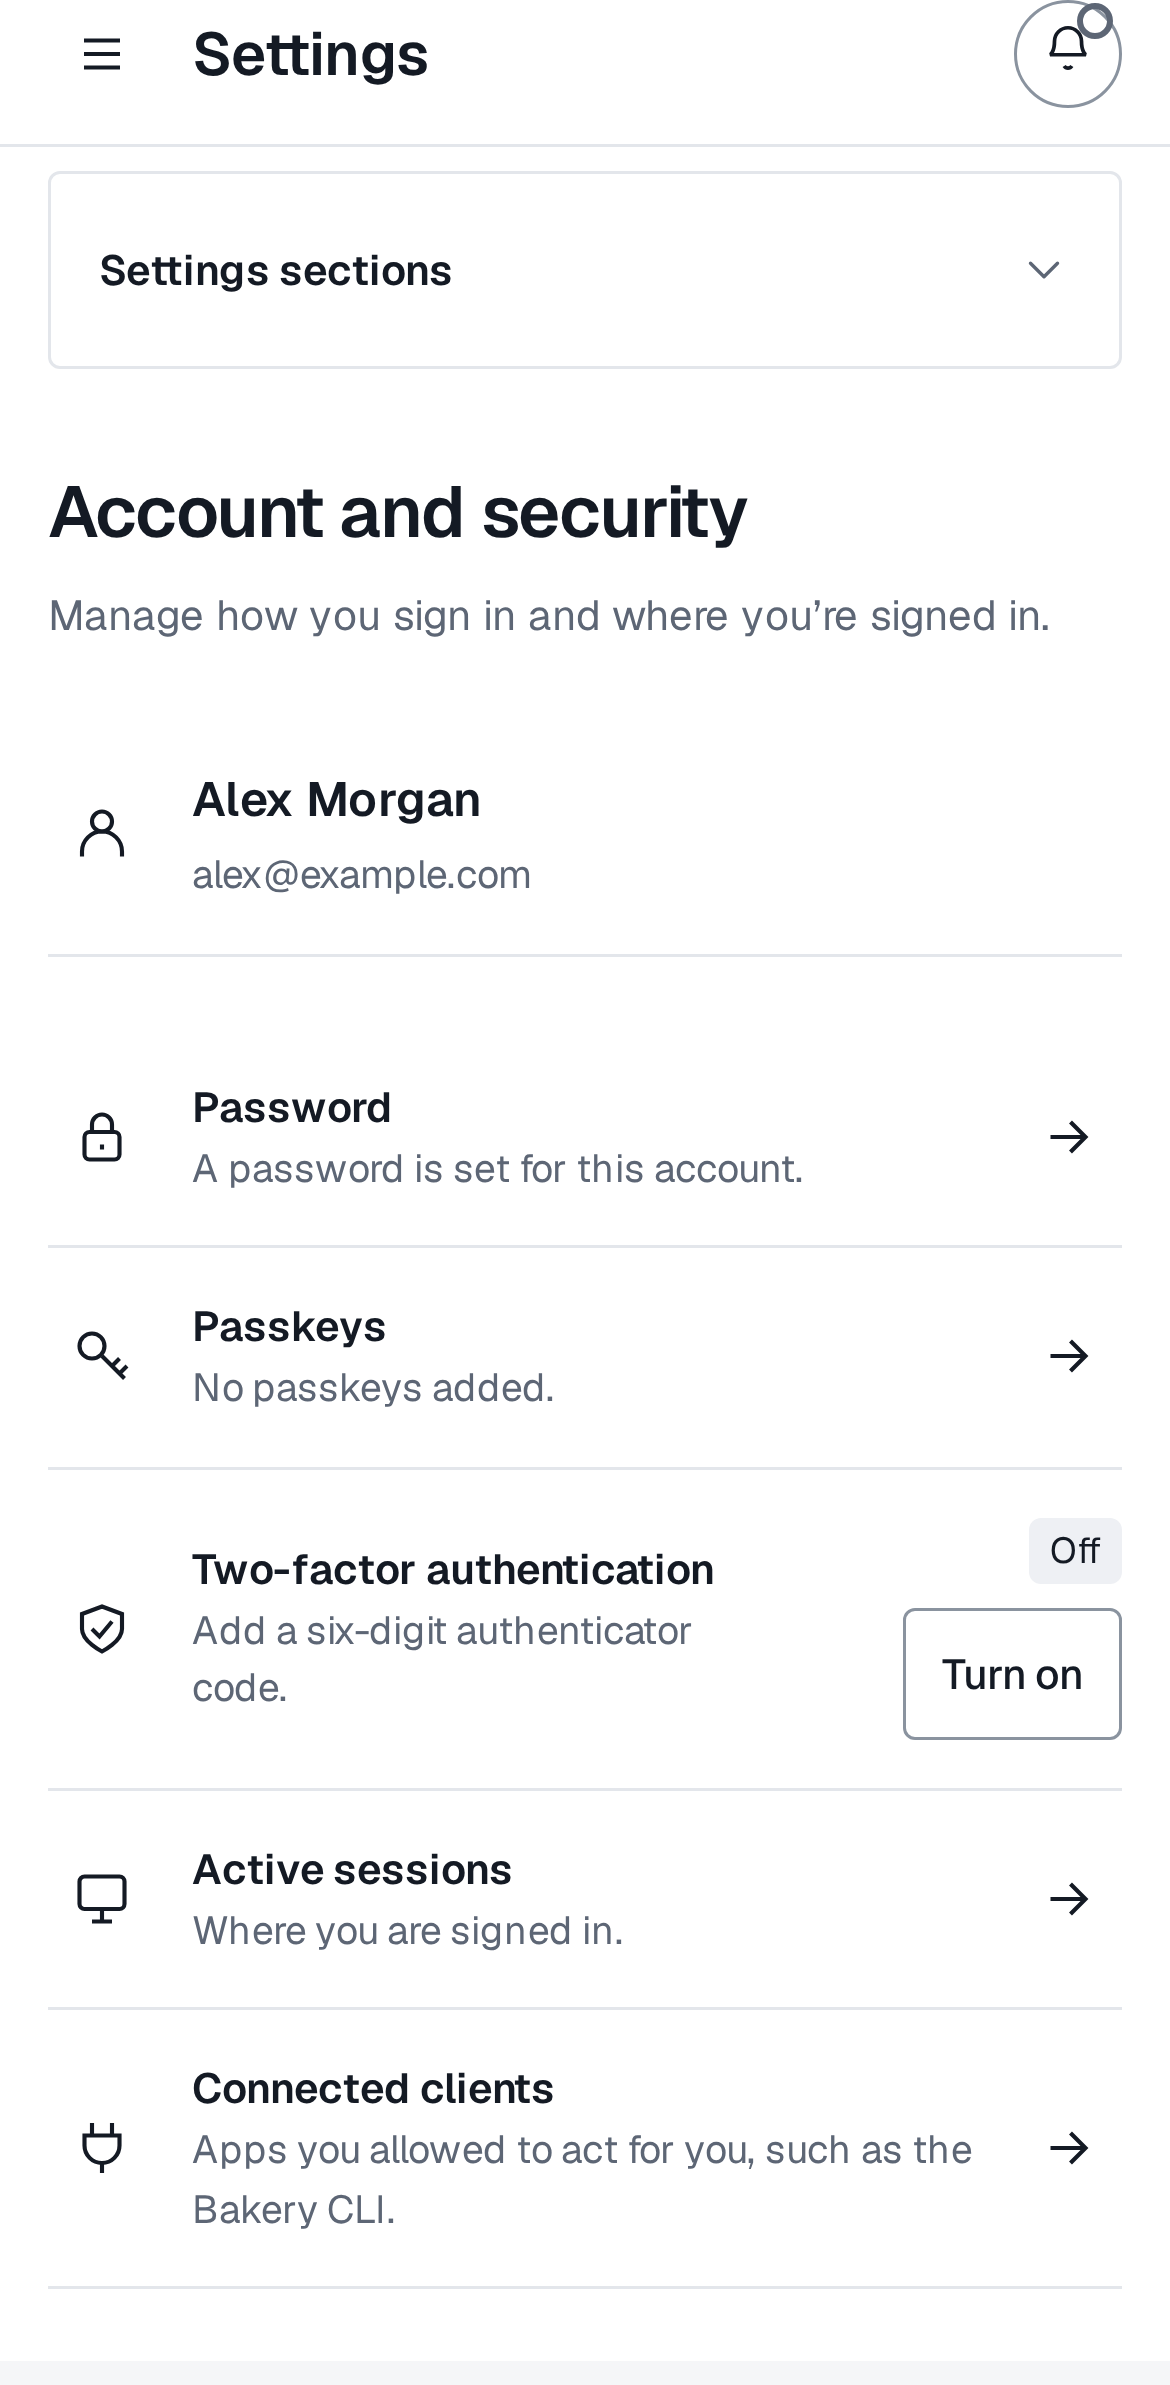 Settings
Settings sections
Account and security
Manage how you sign in and where you’re signed in.
Alex Morgan
alex@example.com
Password
A password is set for this account.
Passkeys
No passkeys added.
Off
Two-factor authentication
Add a six-digit authenticator
code.
Turn on
Active sessions
Where you are signed in.
Connected clients
Apps you allowed to act for you, such as the
Bakery CLI.